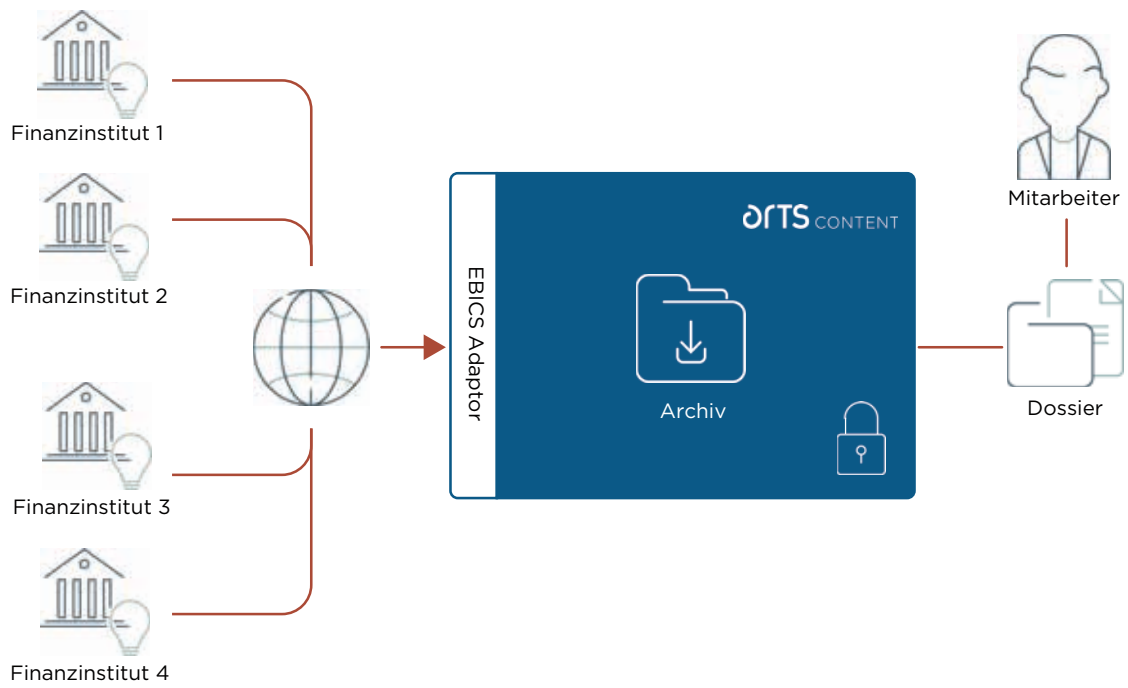 Finanzinstitut 1
Finanzinstitut 2
Finanzinstitut 3
Finanzinstitut 4
EBICS Adaptor
arts CONTENT
Archiv
Mitarbeiter
Dossier